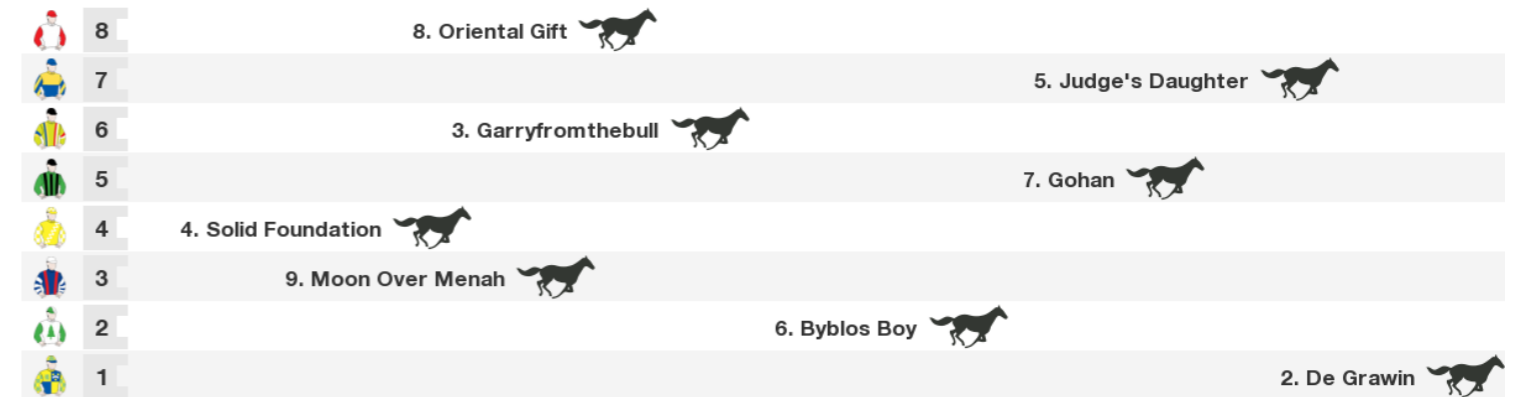 8 8. Oriental Gift
7 5. Judge's Daughter
6 3. Garryfromthebull
5 7. Gohan
4 4. Solid Foundation
3 9. Moon Over Menah
2 6. Byblos Boy
1 2. De Grawin